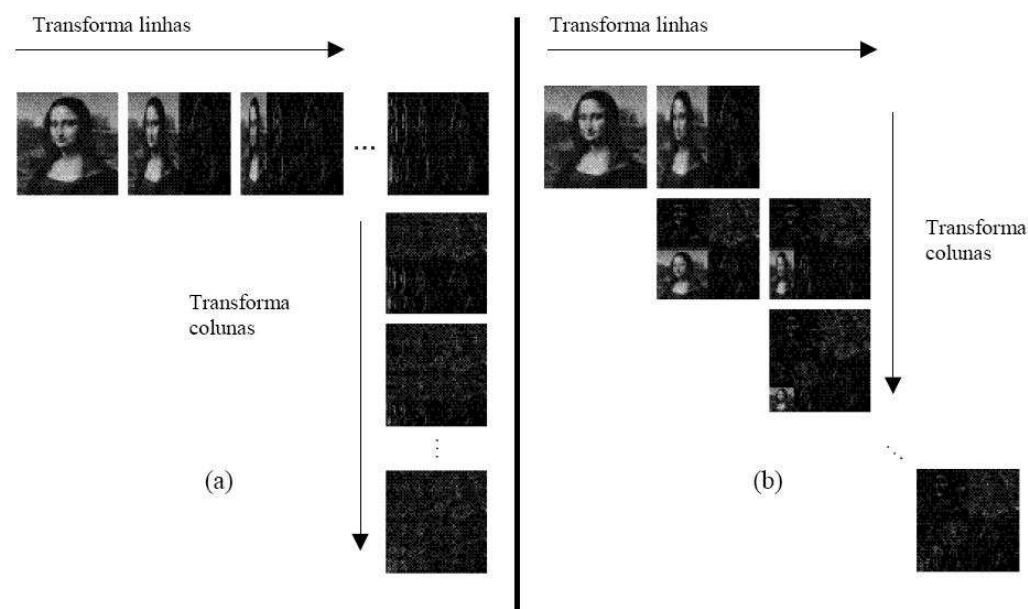 Transforma linhas
...
Transforma
colunas
(a)
Transforma linhas
Transforma
colunas
(b)